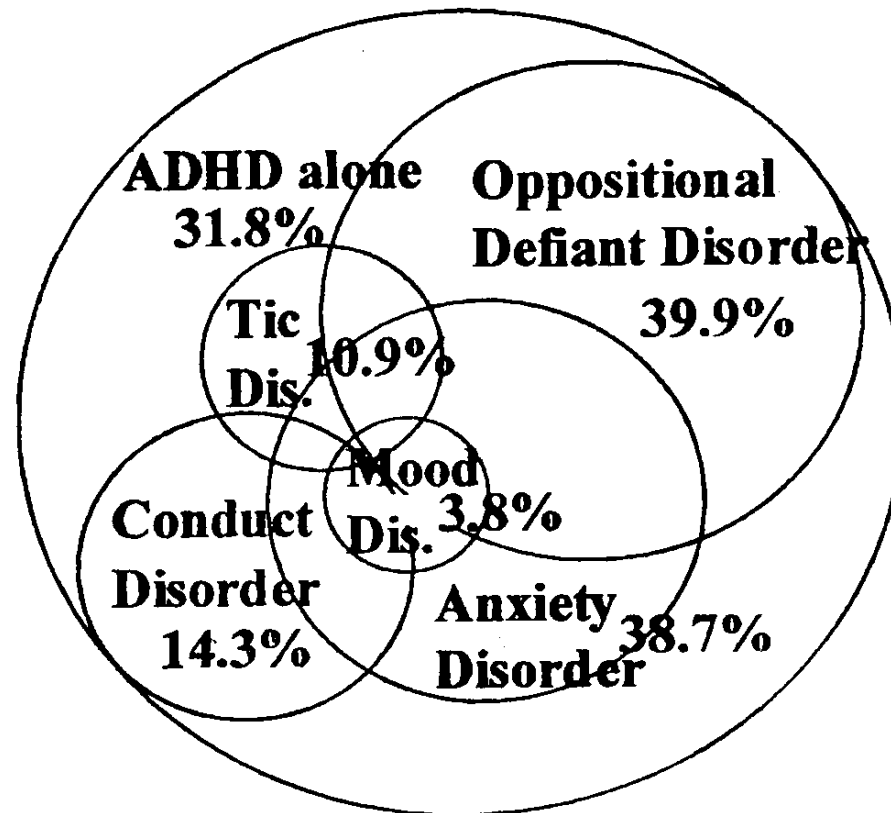 ADHD alone
31.8%
Oppositional
Defiant Disorder
39.9%
Tic
10.9%
Dis.
Mood
3.8%
Dis.
Conduct
Disorder
14.3%
Anxiety
38.7%
Disorder